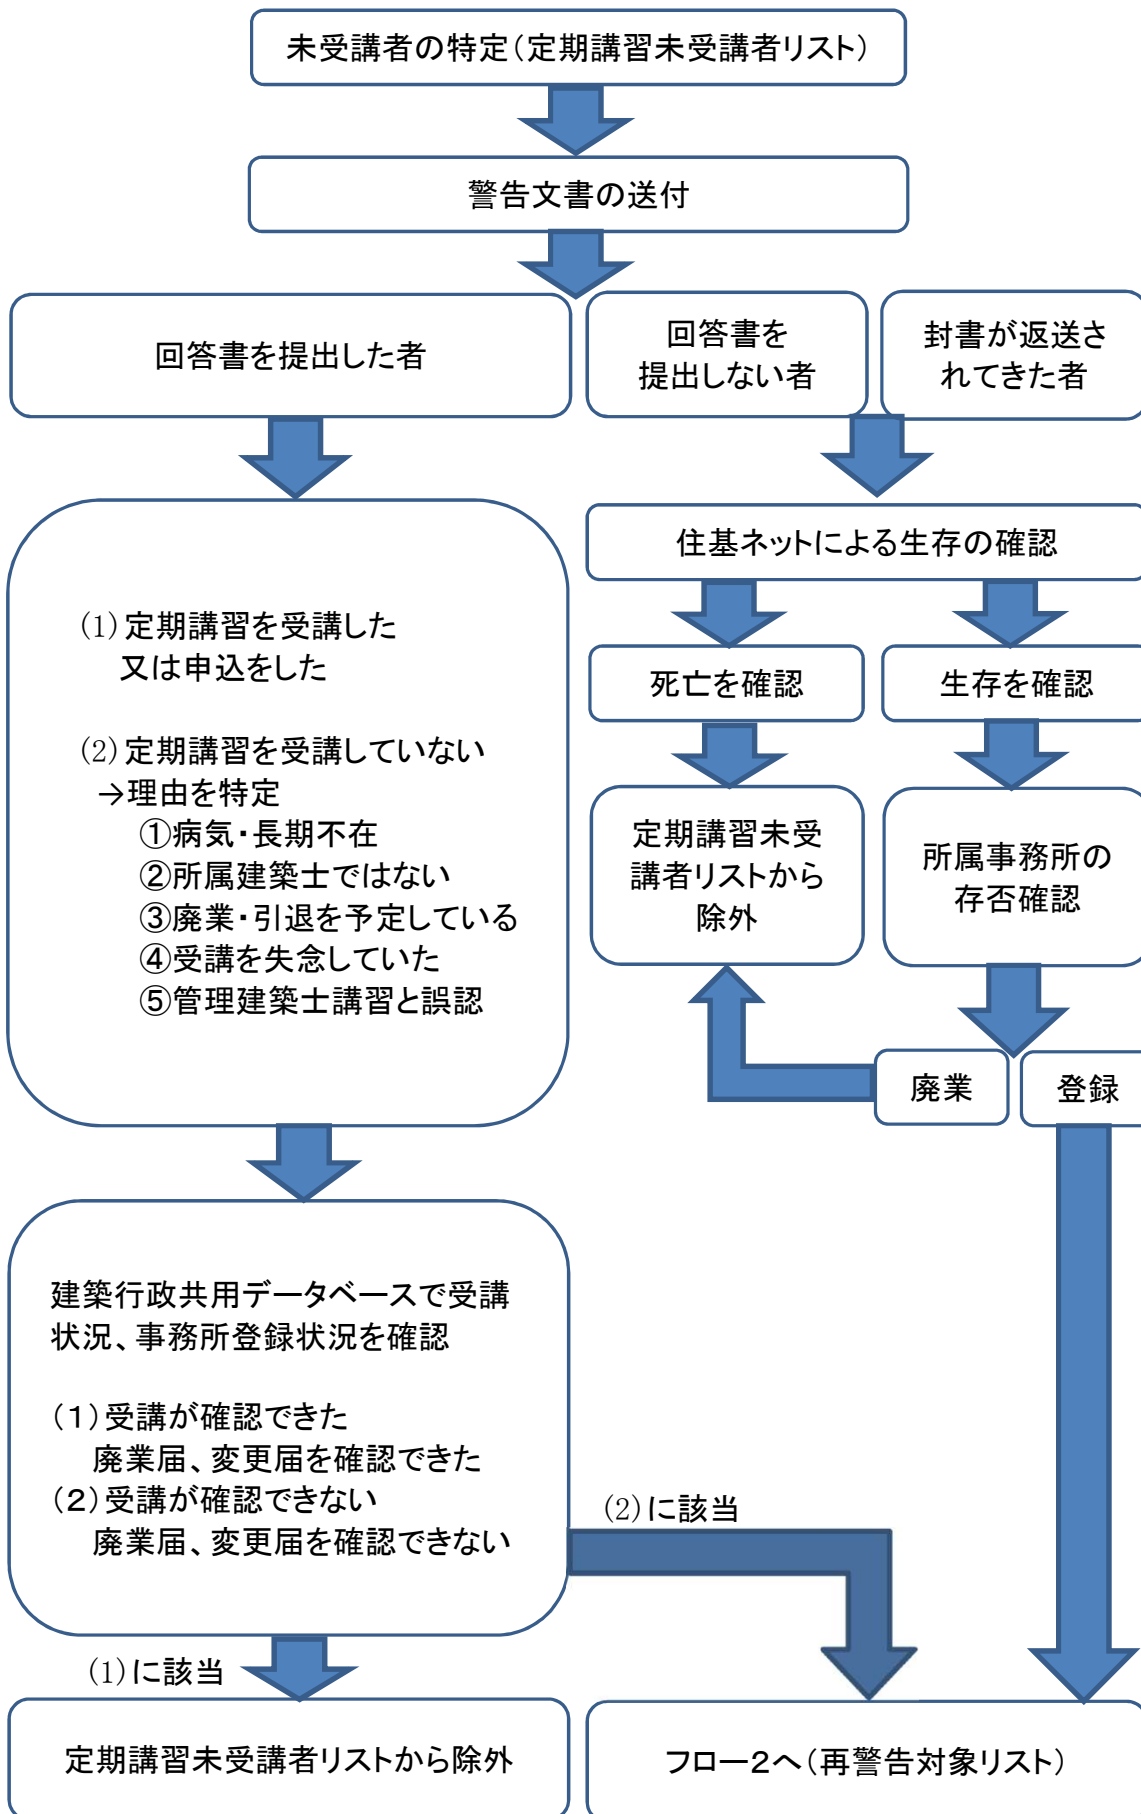 未受講者の特定（定期講習未受講者リスト）
警告文書の送付
回答書を提出した者
回答書を
提出しない者
封書が返送さ
れてきた者
住基ネットによる生存の確認
死亡を確認
生存を確認
定期講習未受
講者リストから
除外
所属事務所の
存否確認
廃業
登録
(1)定期講習を受講した
又は申込をした
(2)定期講習を受講していない
→理由を特定
①病気・長期不在
②所属建築士ではない
③廃業・引退を予定している
④受講を失念していた
⑤管理建築士講習と誤認
建築行政共用データベースで受講
状況、事務所登録状況を確認
（１）受講が確認できた
廃業届、変更届を確認できた
（２）受講が確認できない
廃業届、変更届を確認できない
(2)に該当
(1)に該当
定期講習未受講者リストから除外
フロー２へ（再警告対象リスト）